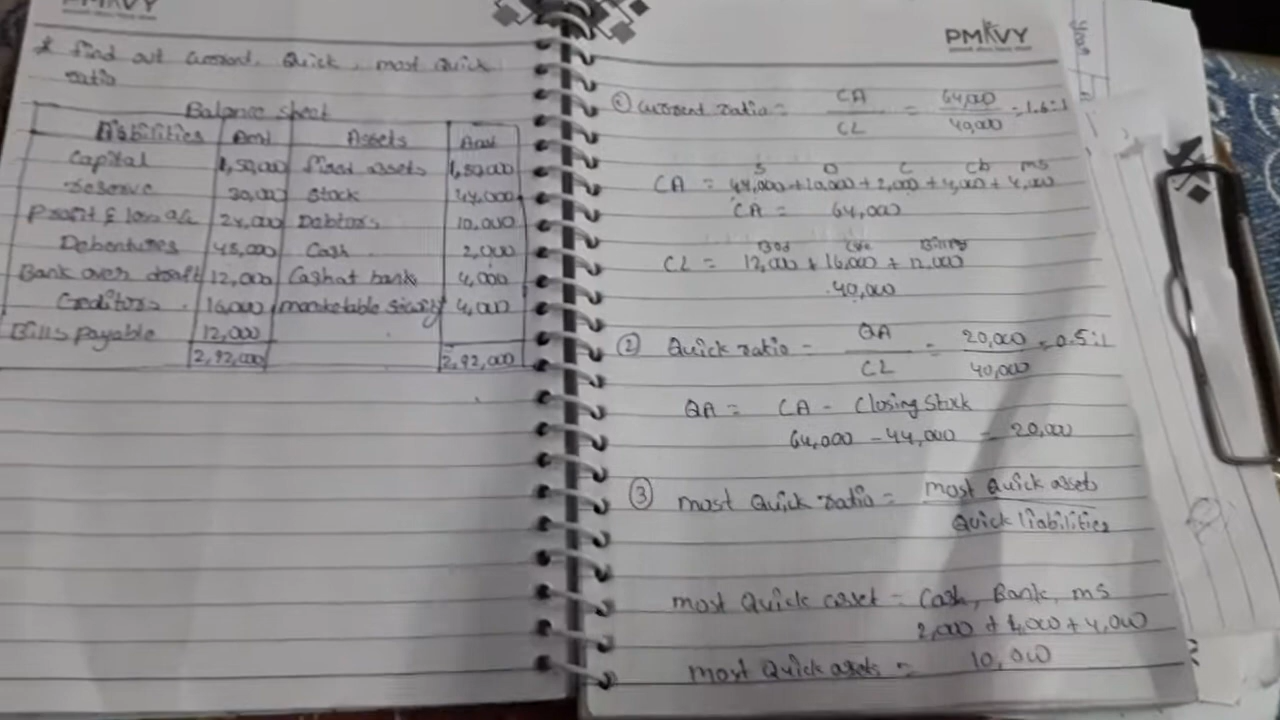 PMKVY
* find out current, Quick, most Quick
ratio
Balance sheet
liabilities Amt Assets Amt
Capital 1,50,000 fixed assets
reserve 30,000 Stock 44,000
Profit & loss a/c 24,000 Debtors 10,000
Debentures 48,000 Cash 2,000
Bank over draft 12,000 Cash at bank 4,000
Creditors 16,000 marketable 4,000
Bills Payable 12,000
2,92,000 2,92,000
PMKVY
① Current ratio = CA / CL = 64,000 / 40,000 = 1.6:1
S D C Cb ms
CA = 44,000 + 10,000 + 2,000 + 4,000 + 4,000
CA = 64,000
Bod Cre Bills
CL = 12,000 + 16,000 + 12,000
40,000
② Quick ratio = QA / CL = 20,000 / 40,000 = 0.5:1
QA = CA - Closing Stock
64,000 - 44,000 = 20,000
③ most Quick ratio = most Quick assets
Quick liabilities
most Quick asset = Cash, Bank, ms
2,000 + 4,000 + 4,000
most Quick assets = 10,000